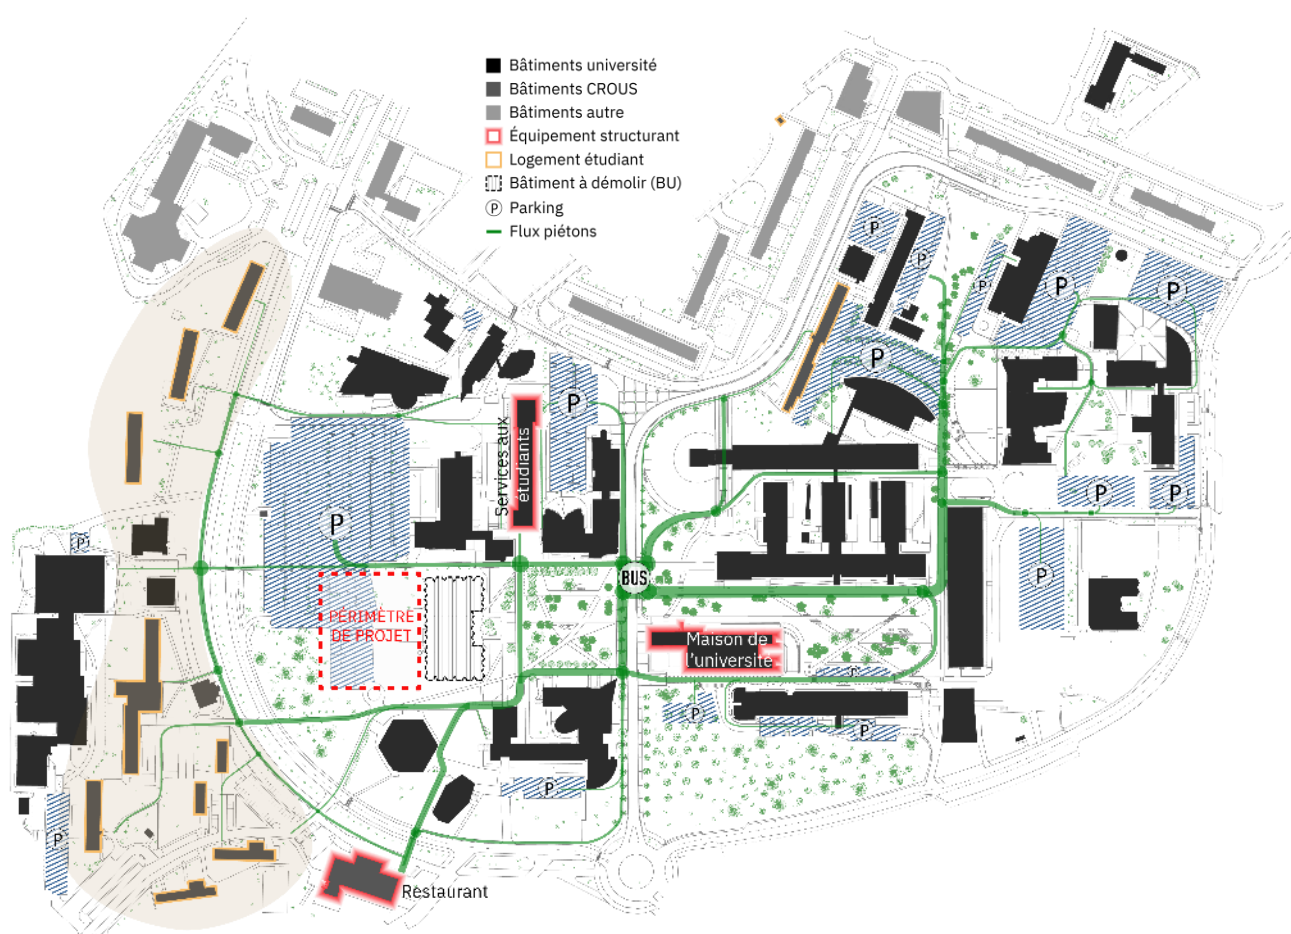 Bâtiments université
Bâtiments CROUS
Bâtiments autre
Équipement structurant
Logement étudiant
Bâtiment à démolir (BU)
P Parking
Flux piétons
P
P
P
P
P
P
P
Services aux
étudiants
P
P
P
P
P
BUS
PÉRIMÈTRE
DE PROJET
Maison de
l'université
P
P
P
P
Restaurant